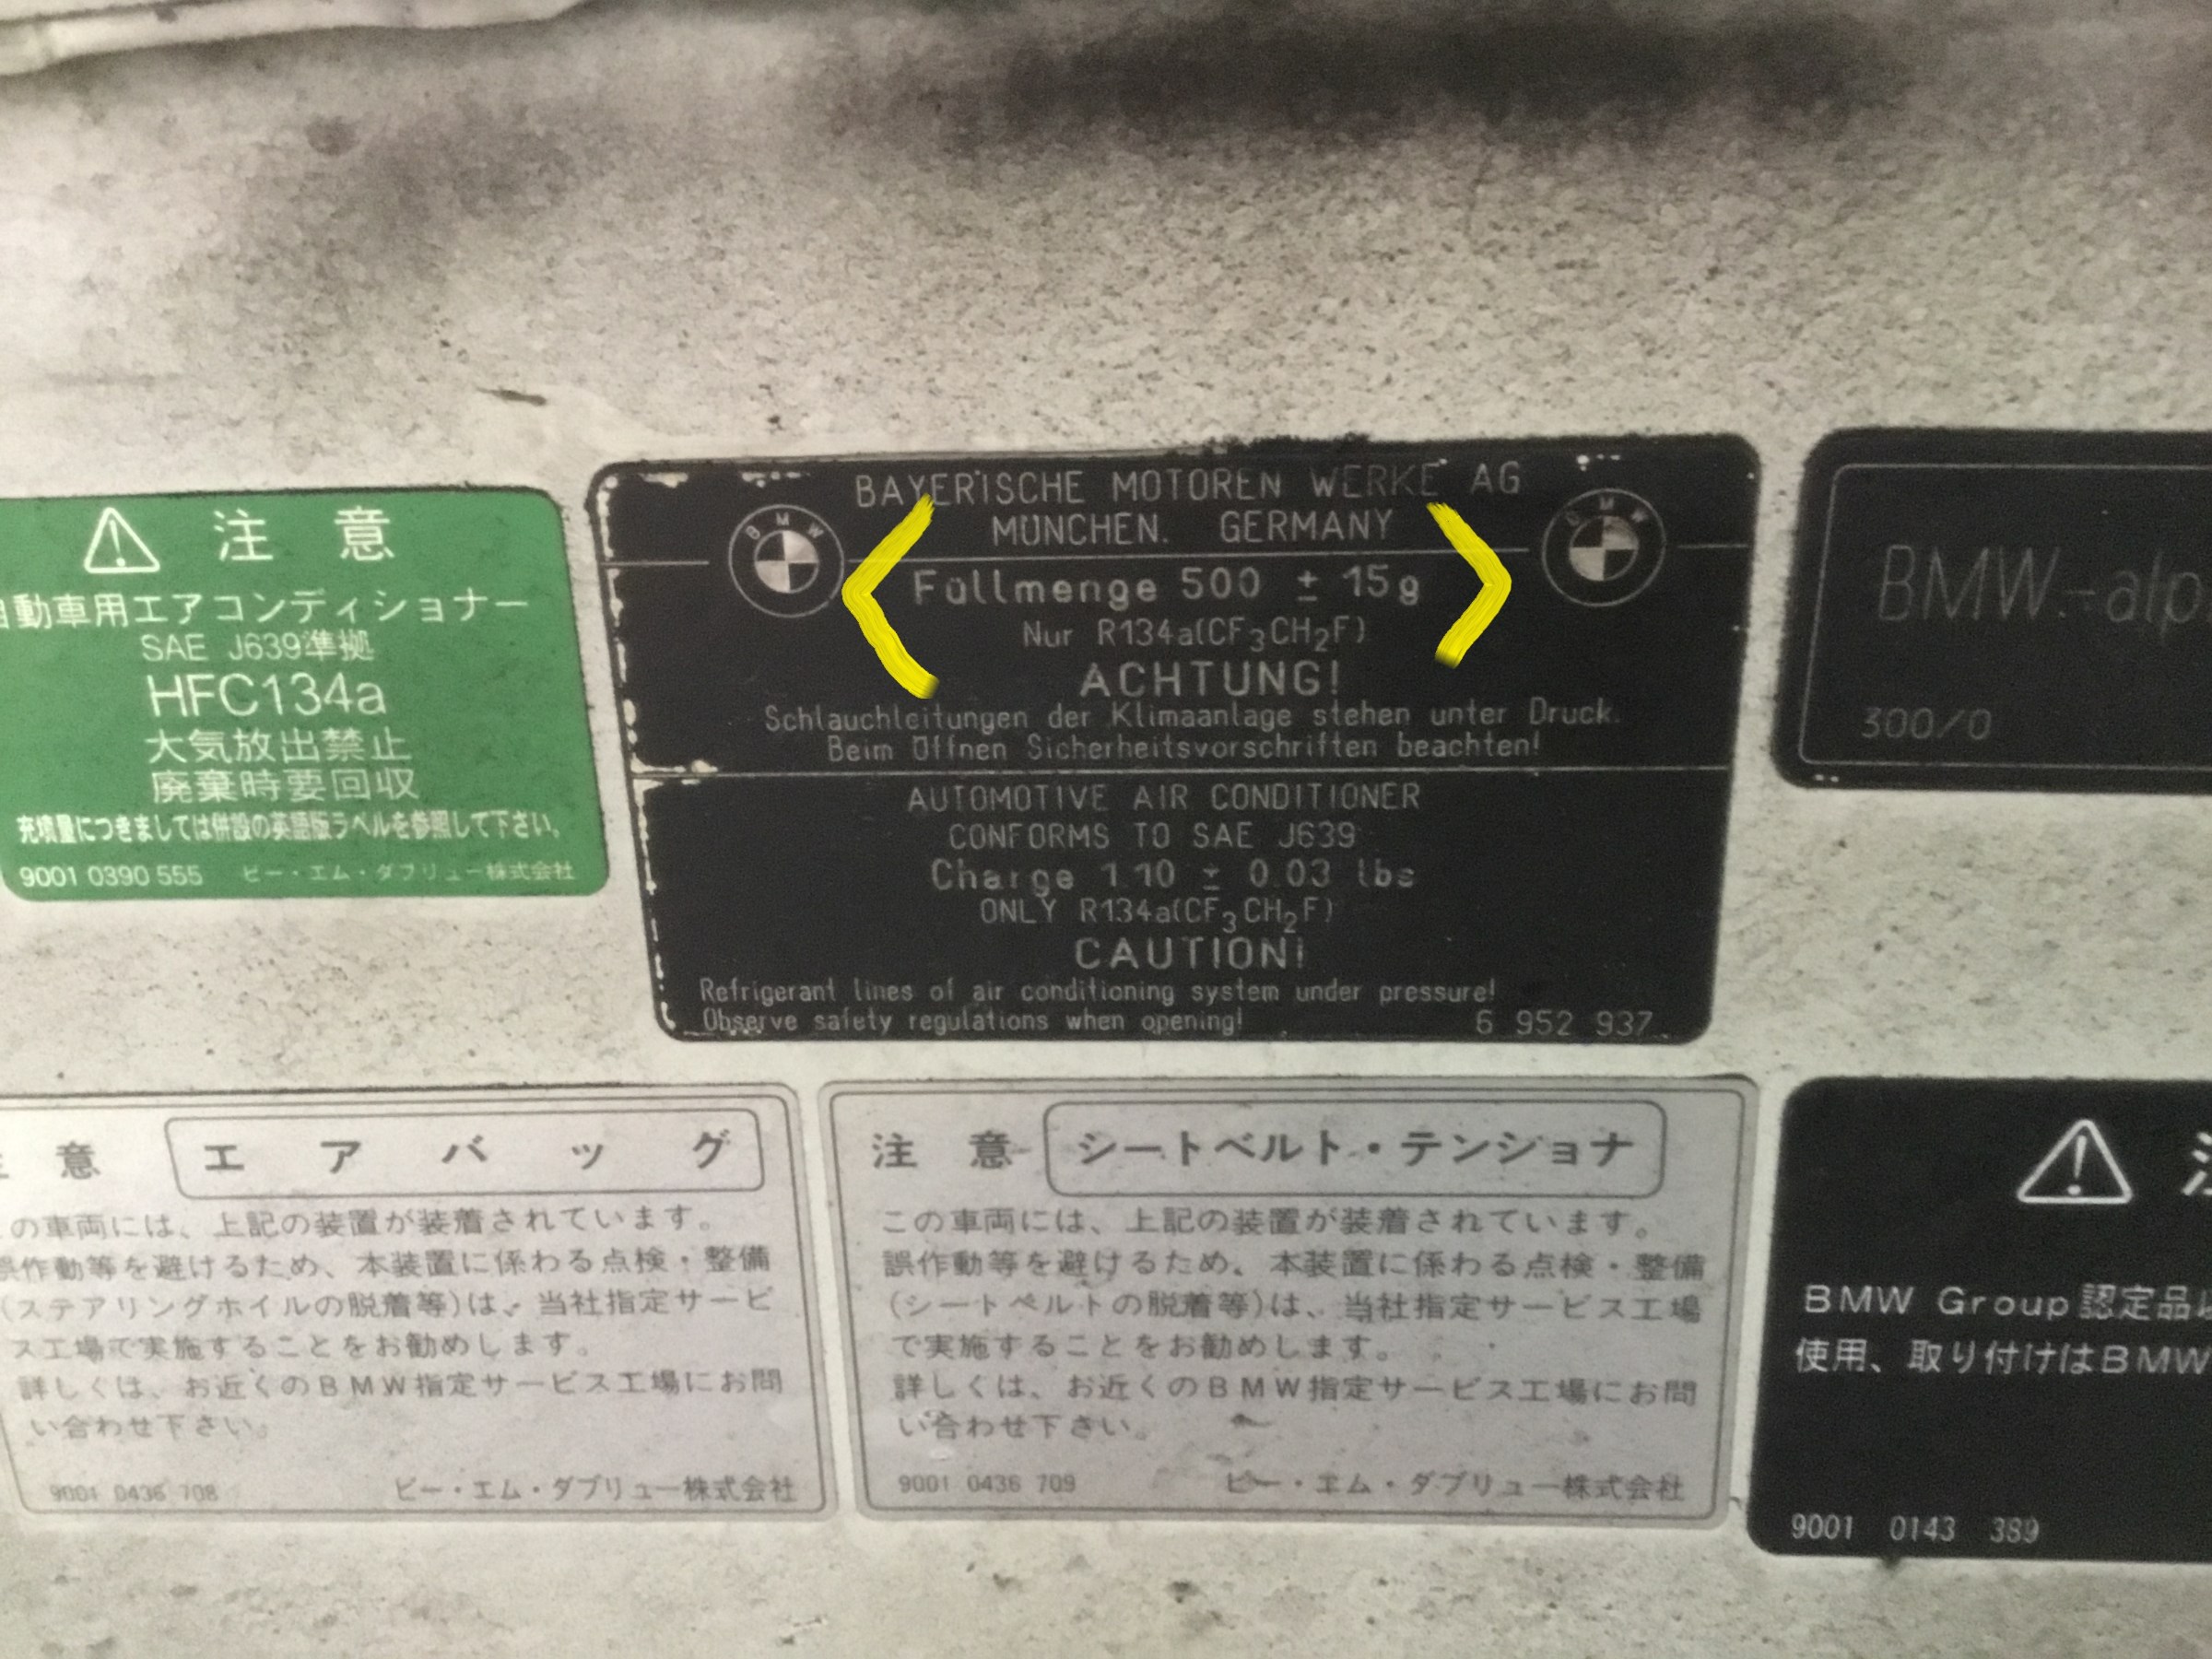 注 意
自動車用エアコンディショナー
SAE J639準拠
HFC134a
大気放出禁止
廃棄時要回収
充填量につきましては併設の英語版ラベルを参照して下さい。
9001 0390 555 ビー・エム・ダブリュー株式会社
BAYERISCHE MOTOREN WERKE AG
MÜNCHEN. GERMANY
BMW
BMW
Füllmenge 500 ± 15g
Nur R134a(CF₃CH₂F)
ACHTUNG!
Schlauchleitungen der Klimaanlage stehen unter Druck.
Beim Öffnen Sicherheitsvorschriften beachten!
AUTOMOTIVE AIR CONDITIONER
CONFORMS TO SAE J639
Charge 1.10 ± 0.03 lbs
ONLY R134a(CF₃CH₂F)
CAUTION!
Refrigerant lines of air conditioning system under pressure!
Observe safety regulations when opening!
6 952 937
BMW.-alp
300/0
意 エアバッグ
の車両には、上記の装置が装着されています。
誤作動等を避けるため、本装置に係わる点検・整備
(ステアリングホイルの脱着等)は、当社指定サービ
ス工場で実施することをお勧めします。
詳しくは、お近くのBMW指定サービス工場にお問
い合わせ下さい。
9001 0436 708 ビー・エム・ダブリュー株式会社
注 意 シートベルト・テンショナ
この車両には、上記の装置が装着されています。
誤作動等を避けるため、本装置に係わる点検・整備
(シートベルトの脱着等)は、当社指定サービス工場
で実施することをお勧めします。
詳しくは、お近くのBMW指定サービス工場にお問
い合わせ下さい。
9001 0436 709 ビー・エム・ダブリュー株式会社
BMW Group認定品
使用、取り付けはBMW
9001 0143 389